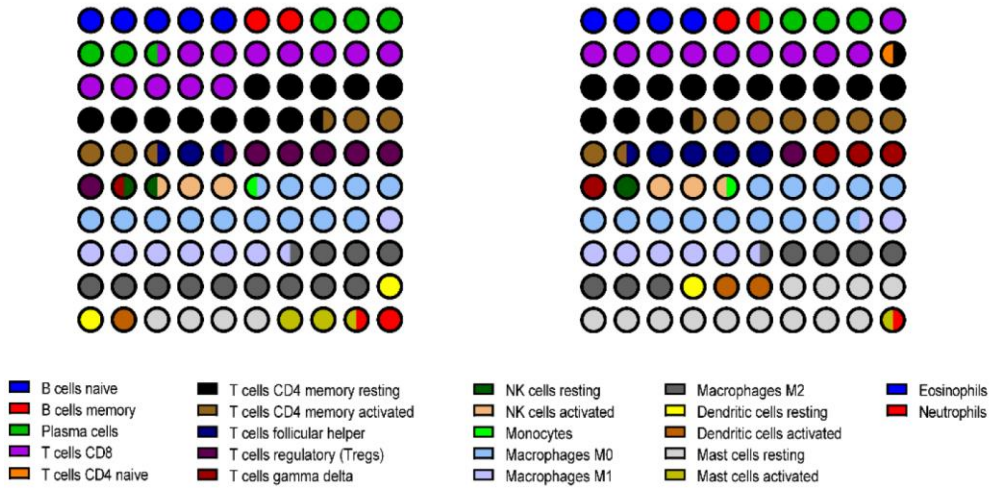 B cells naive
B cells memory
Plasma cells
T cells CD8
T cells CD4 naive
T cells CD4 memory resting
T cells CD4 memory activated
T cells follicular helper
T cells regulatory (Tregs)
T cells gamma delta
NK cells resting
NK cells activated
Monocytes
Macrophages M0
Macrophages M1
Macrophages M2
Dendritic cells resting
Dendritic cells activated
Mast cells resting
Mast cells activated
Eosinophils
Neutrophils